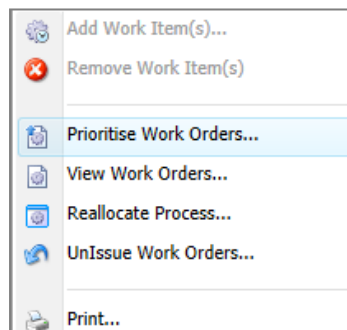 Add Work Item(s)...
Remove Work Item(s)
Prioritise Work Orders...
View Work Orders...
Reallocate Process...
UnIssue Work Orders...
Print...